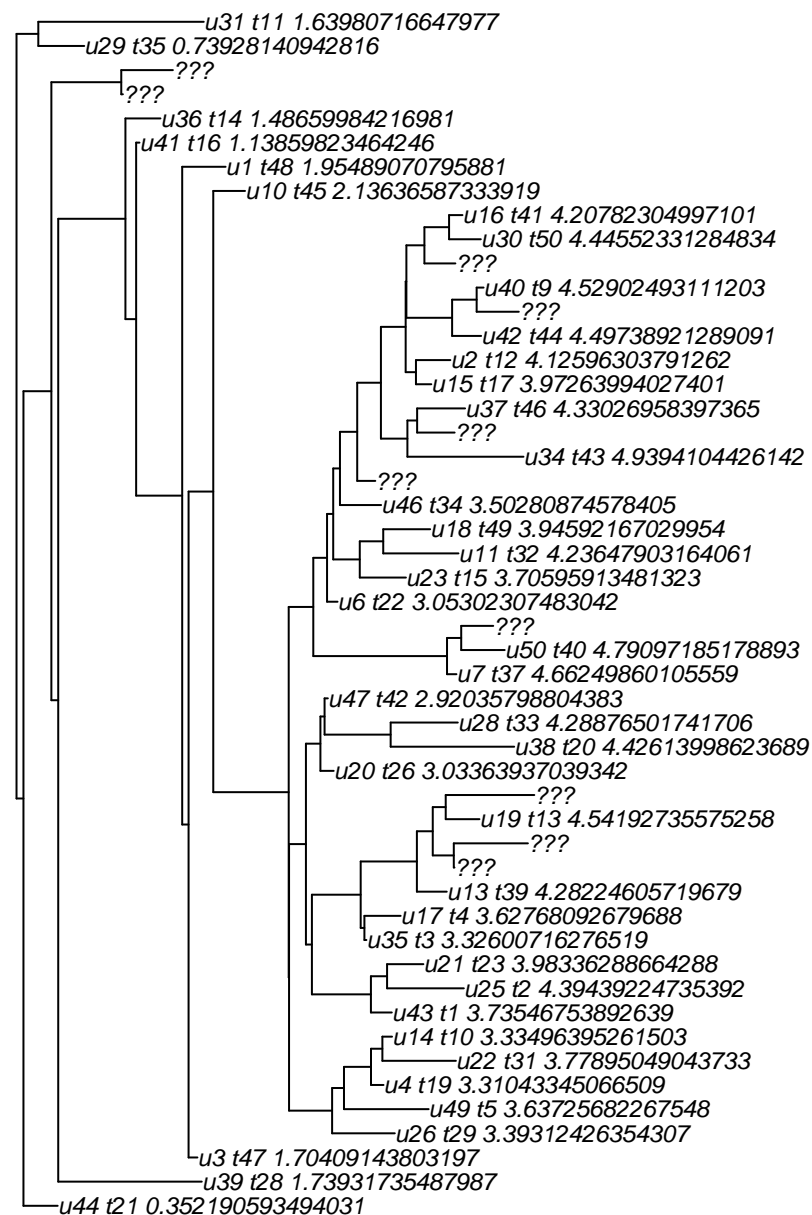 u31 t11 1.63980716647977
u29 t35 0.73928140942816
???
???
u36 t14 1.48659984216981
u41 t16 1.13859823464246
u1 t48 1.95489070795881
u10 t45 2.13636587333919
u16 t41 4.20782304997101
u30 t50 4.44552331284834
???
u40 t9 4.52902493111203
???
u42 t44 4.49738921289091
u2 t12 4.12596303791262
u15 t17 3.97263994027401
u37 t46 4.33026958397365
???
u34 t43 4.9394104426142
???
u46 t34 3.50280874578405
u18 t49 3.94592167029954
u11 t32 4.23647903164061
u23 t15 3.70595913481323
u6 t22 3.05302307483042
???
u50 t40 4.79097185178893
u7 t37 4.66249860105559
u47 t42 2.92035798804383
u28 t33 4.28876501741706
u38 t20 4.42613998623689
u20 t26 3.03363937039342
???
u19 t13 4.54192735575258
???
???
u13 t39 4.28224605719679
u17 t4 3.62768092679688
u35 t3 3.32600716276519
u21 t23 3.98336288664288
u25 t2 4.39439224735392
u43 t1 3.73546753892639
u14 t10 3.33496395261503
u22 t31 3.77895049043733
u4 t19 3.31043345066509
u49 t5 3.63725682267548
u26 t29 3.39312426354307
u3 t47 1.70409143803197
u39 t28 1.73931735487987
u44 t21 0.352190593494031